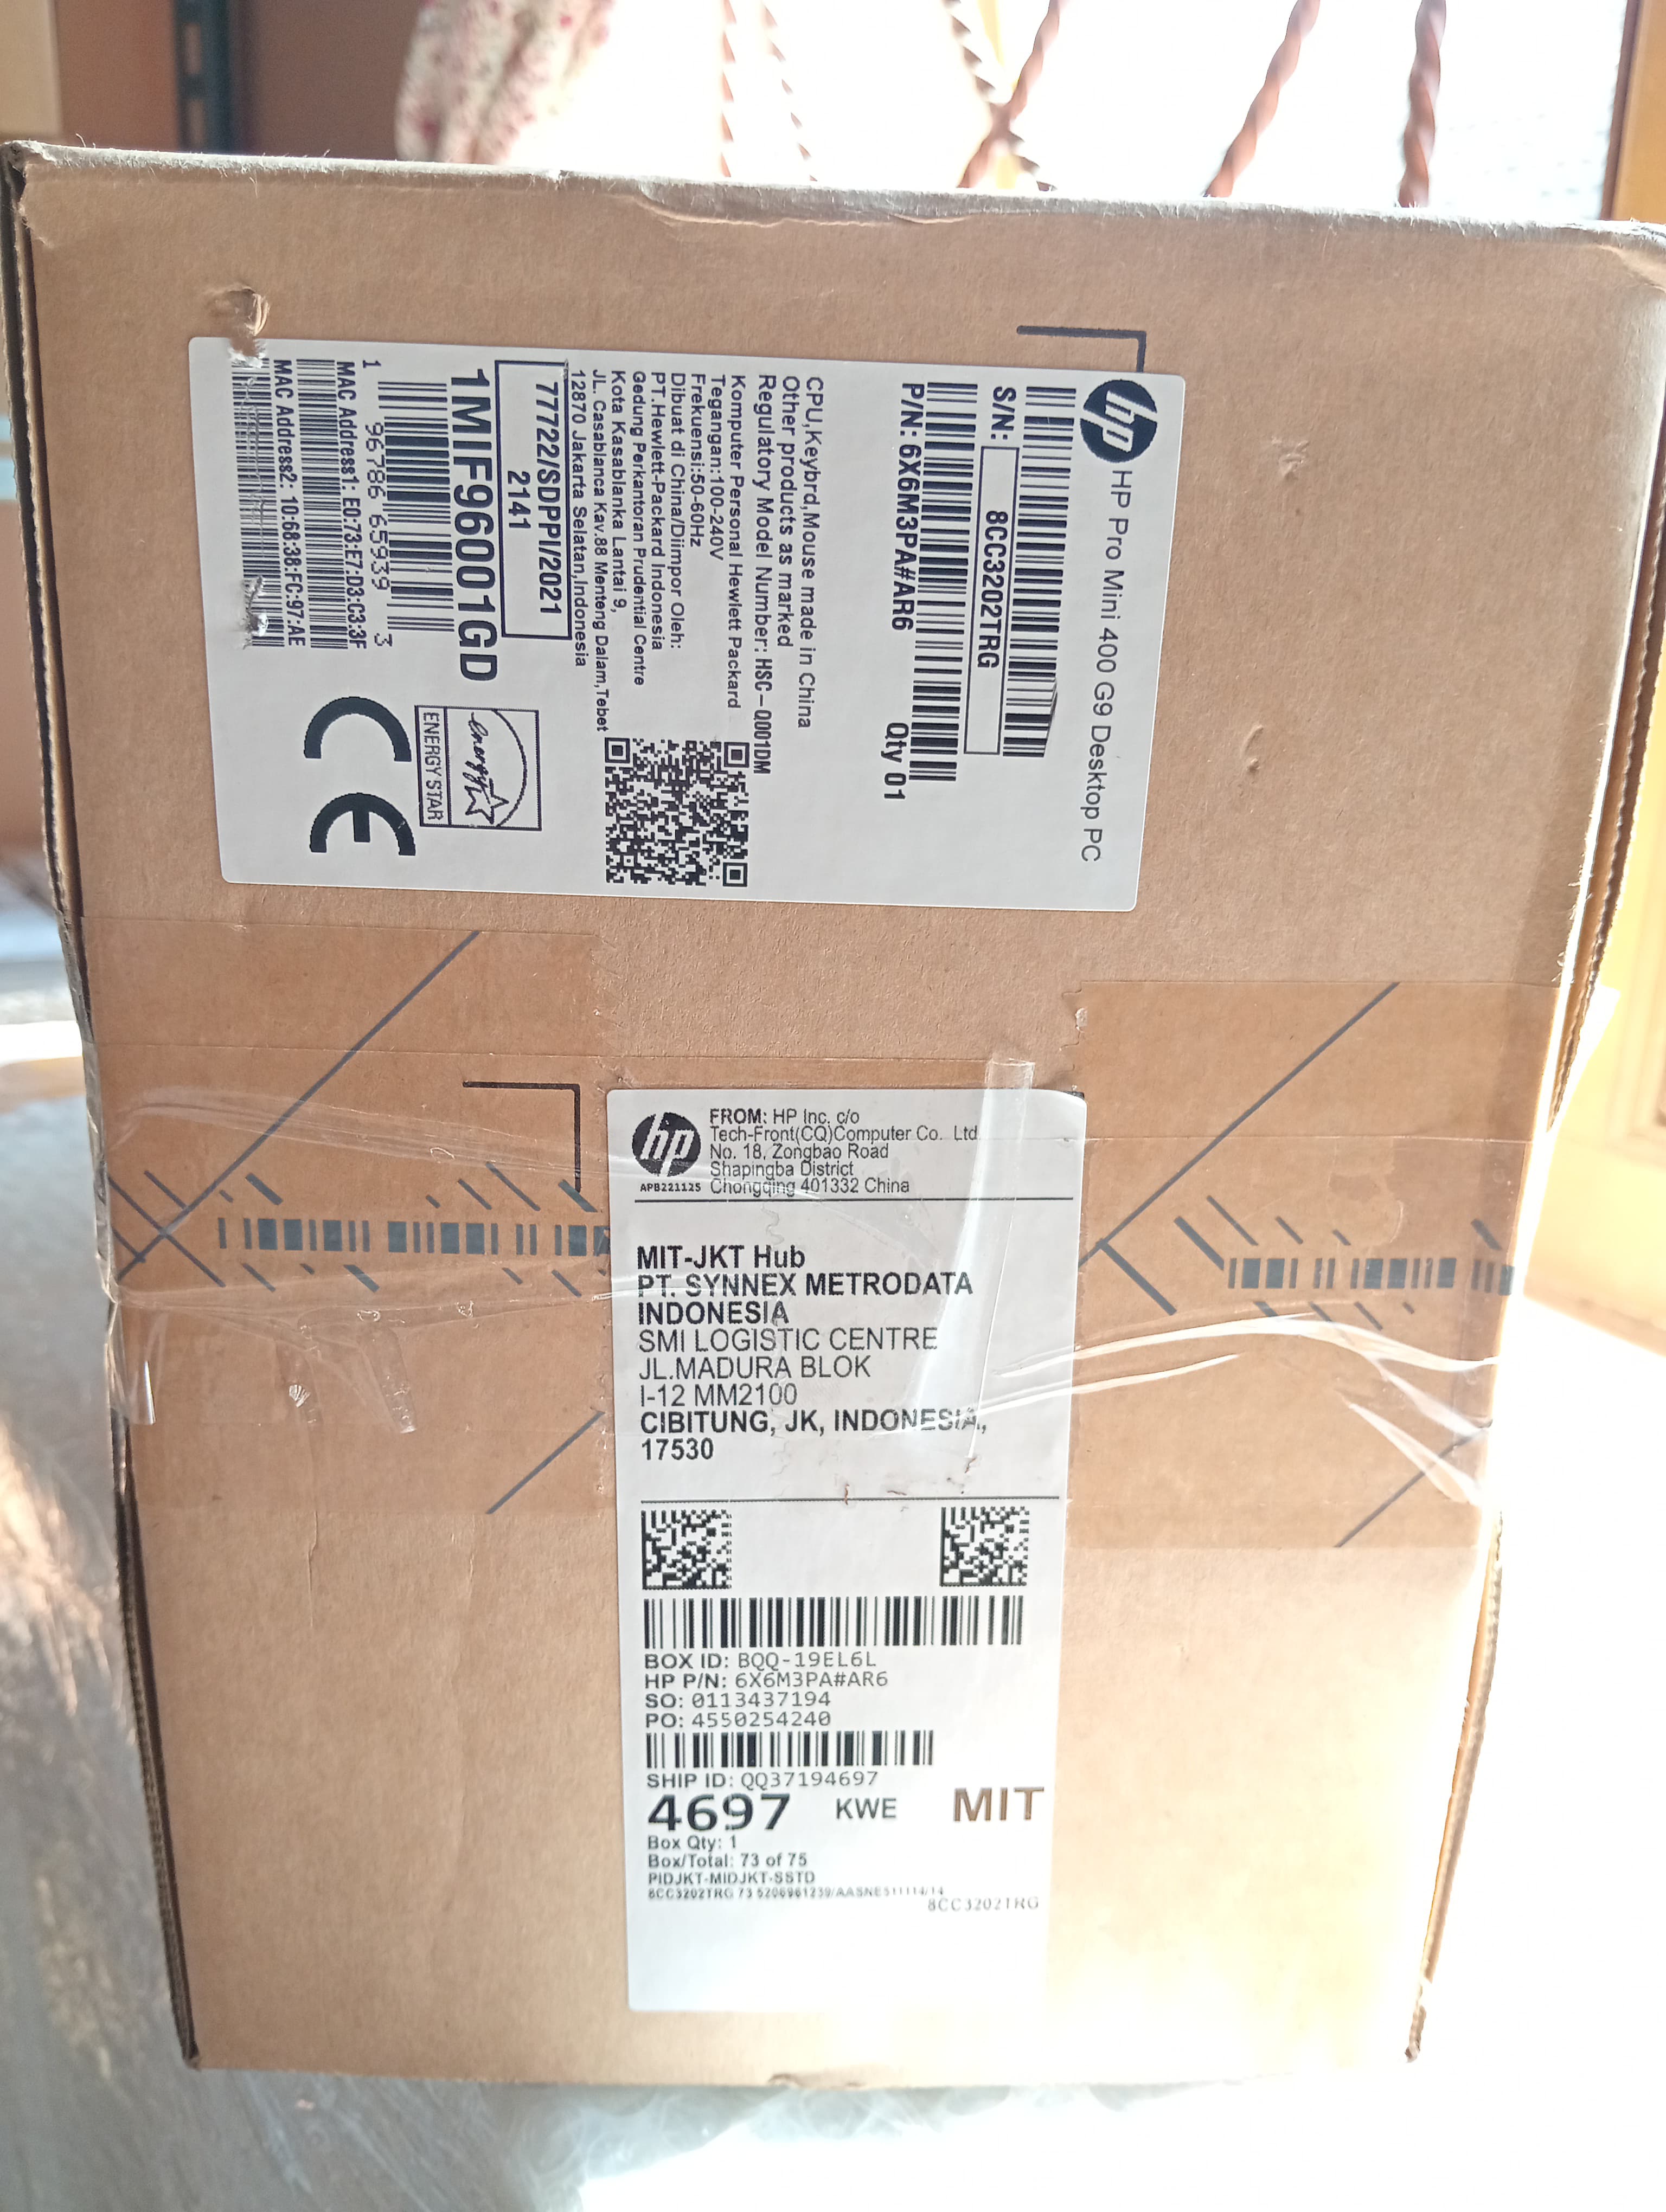 hp HP Pro Mini 400 G9 Desktop PC
S/N: 8CC3202TRG
P/N: 6X6M3PA#AR6 Qty 01
CPU,Keybrd,Mouse made in China
Other products as marked
Regulatory Model Number: HSC-Q001DM
Komputer Personal Hewlett Packard
Tegangan:100-240V
Frekuensi:50-60Hz
Dibuat di China/Diimpor Oleh:
PT.Hewlett-Packard Indonesia
Gedung Perkantoran Prudential Centre
Kota Kasablanka Lantai 9,
JL. Casablanca Kav.88 Menteng Dalam,Tebet
12870 Jakarta Selatan,Indonesia
77722/SDPPI/2021
2141
1MIF96001GD
1 96786 65939 3
MAC Address1: E0:73:E7:D3:C3:3F
MAC Address2: 10:68:38:FC:97:AE
energy
ENERGY STAR
CE
hp
APB221125
FROM: HP Inc. c/o
Tech-Front(CQ)Computer Co. Ltd
No. 18, Zongbao Road
Shapingba District
Chongqing 401332 China
MIT-JKT Hub
PT. SYNNEX METRODATA
INDONESIA
SMI LOGISTIC CENTRE
JL.MADURA BLOK
I-12 MM2100
CIBITUNG, JK, INDONESIA,
17530
BOX ID: BQQ-19EL6L
HP P/N: 6X6M3PA#AR6
SO: 0113437194
PO: 4550254240
SHIP ID: QQ37194697
4697 KWE MIT
Box Qty: 1
Box/Total: 73 of 75
PIDJKT-MIDJKT-SSTD
8CC3202TRG 73
8CC3202TRG